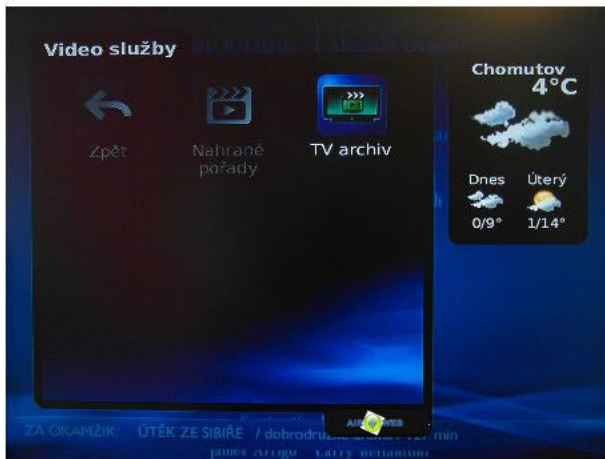 Video služby
Zpět
Nahrané
pořady
TV archiv
Chomutov
4°C
Dnes
Úterý
0/9°
1/14°
ZA OKAMŽIK: ÚTĚK ZE SIBIŘE / dobrodružné min